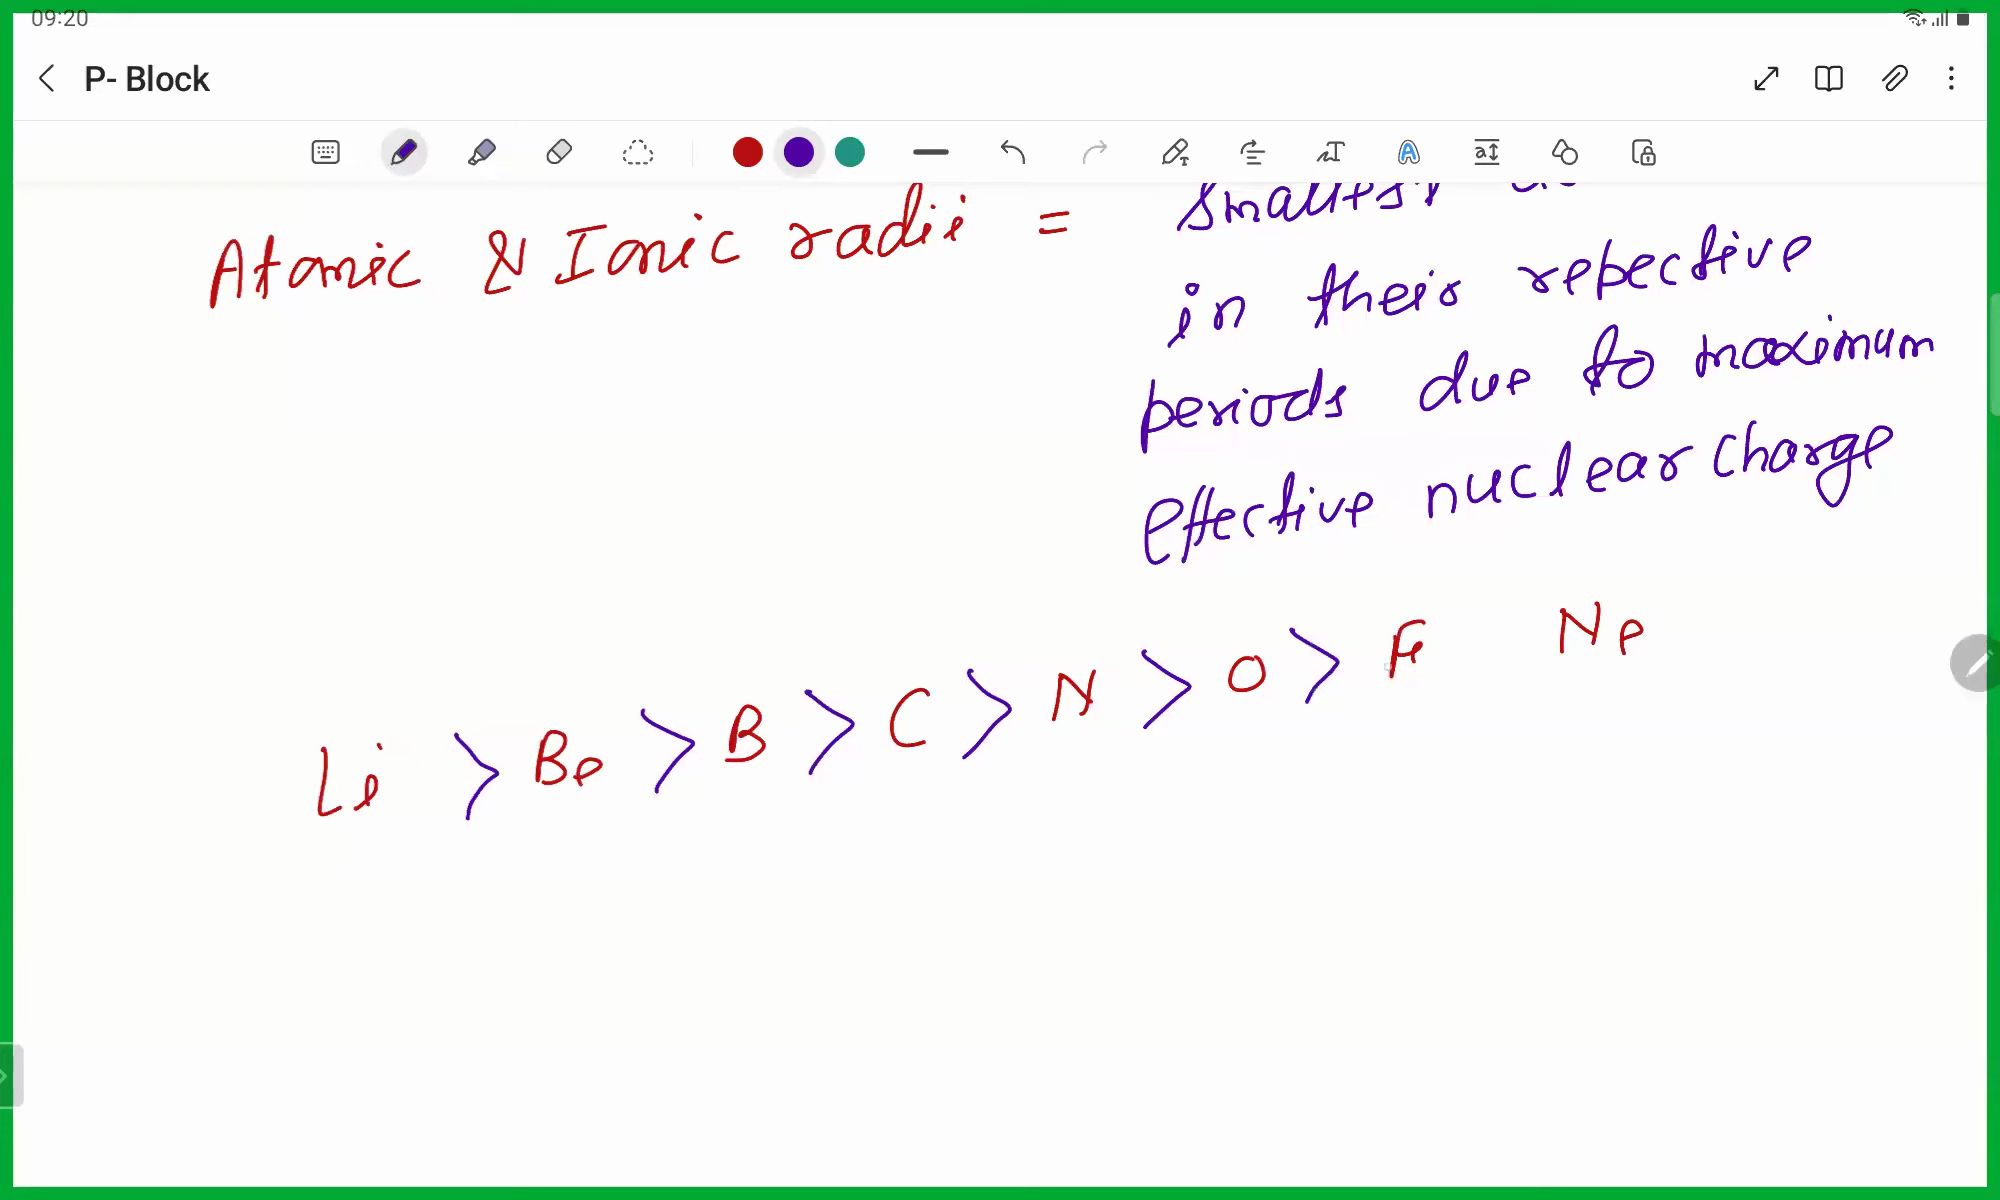 09:20
P- Block
Atomic & Ionic radii = smallest
in their repective
periods due to maximum
effective nuclear charge
Li > Be > B > C > N > O > F Ne